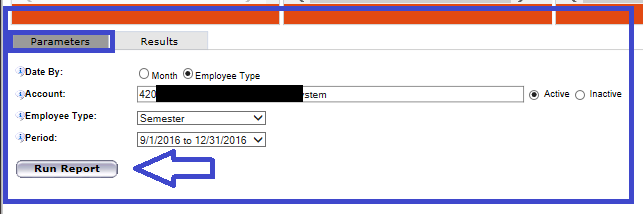 Parameters Results
Date By: Month Employee Type
Account: 420 ystem Active Inactive
Employee Type: Semester
Period: 9/1/2016 to 12/31/2016
Run Report